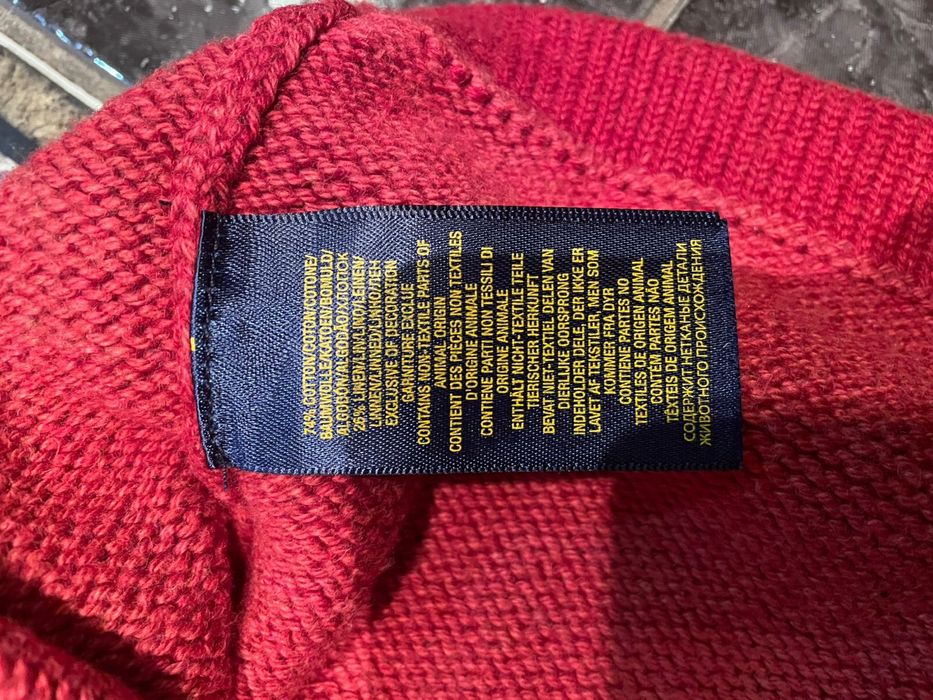 74% COTTON/COTON/COTONE/
BAUMWOLLE/KATOEN/BOMULD/
ALGODÓN/ALGODÃO/ХЛОПОК
26% LINEN/LIN/LINO/LEINEN/
LINNEN/LINNED/LINHO/ЛЕН
EXCLUSIVE OF DECORATION
GARNITURE EXCLUE
CONTAINS NON-TEXTILE PARTS OF
ANIMAL ORIGIN
CONTIENT DES PIÈCES NON TEXTILES
D'ORIGINE ANIMALE
CONTIENE PARTI NON TESSILI DI
ORIGINE ANIMALE
ENTHÄLT NICHT-TEXTILE TEILE
TIERISCHER HERKUNFT
BEVAT NIET-TEXTIEL DELEN VAN
DIERLIJKE OORSPRONG
INDEHOLDER DELE, DER IKKE ER
LAVET AF TEKSTILER, MEN SOM
KOMMER FRA DYR
CONTIENE PARTES NO
TEXTILES DE ORIGEN ANIMAL
CONTÉM PARTES NÃO
TÊXTEIS DE ORIGEM ANIMAL
СОДЕРЖИТ НЕТКАНЫЕ ДЕТАЛИ
ЖИВОТНОГО ПРОИСХОЖДЕНИЯ